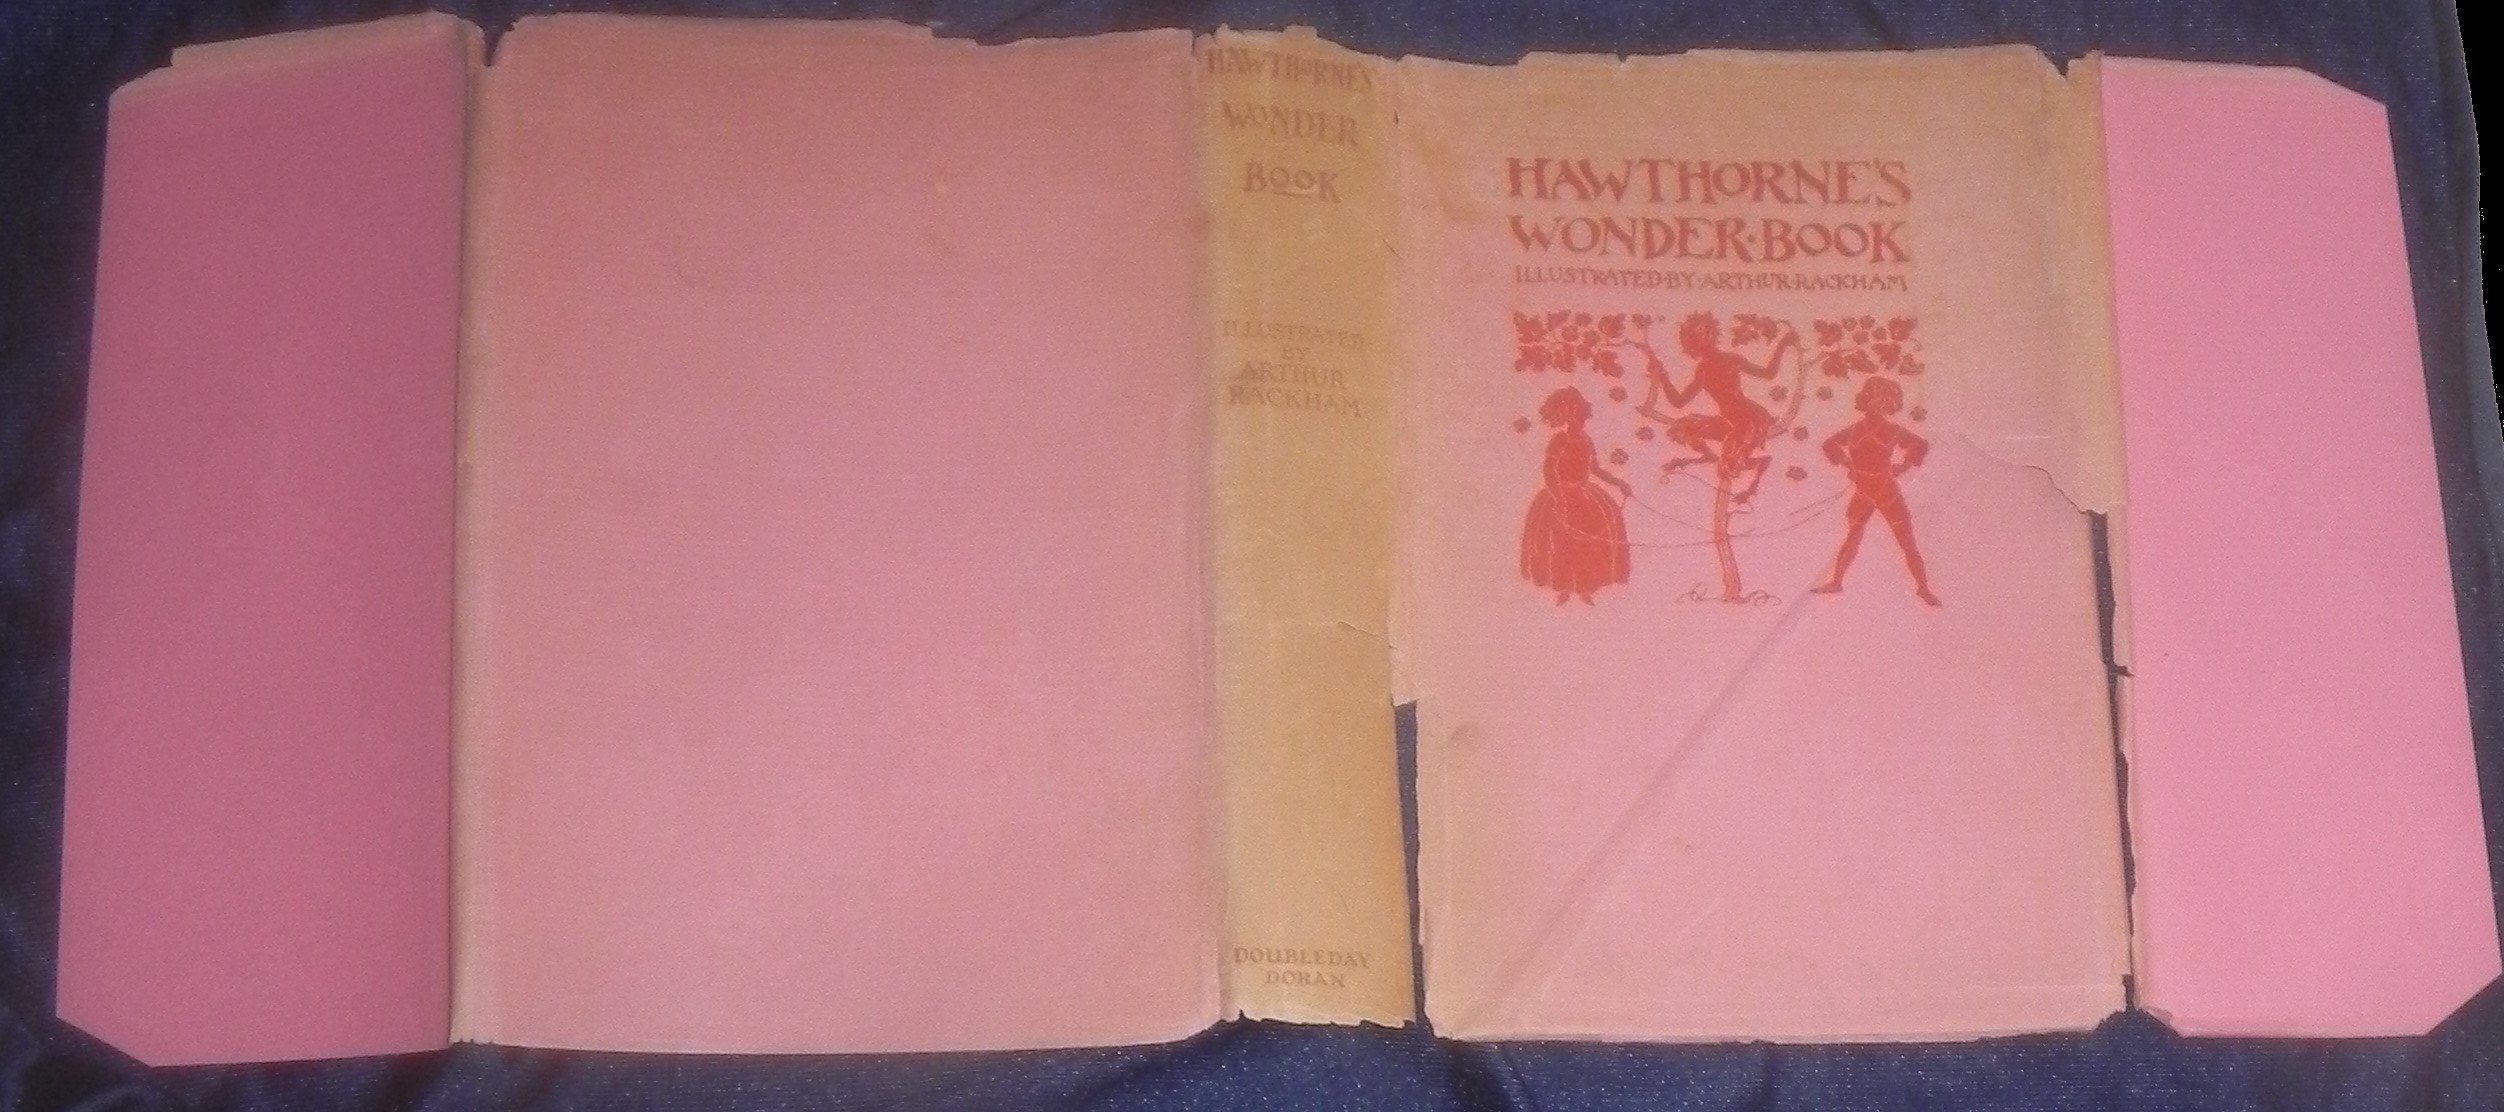 HAWTHORNE'S
WONDER
BOOK
ILLUSTRATED
BY
ARTHUR
RACKHAM
DOUBLEDAY
DORAN
HAWTHORNE'S
WONDER·BOOK
ILLUSTRATED·BY·ARTHUR·RACKHAM